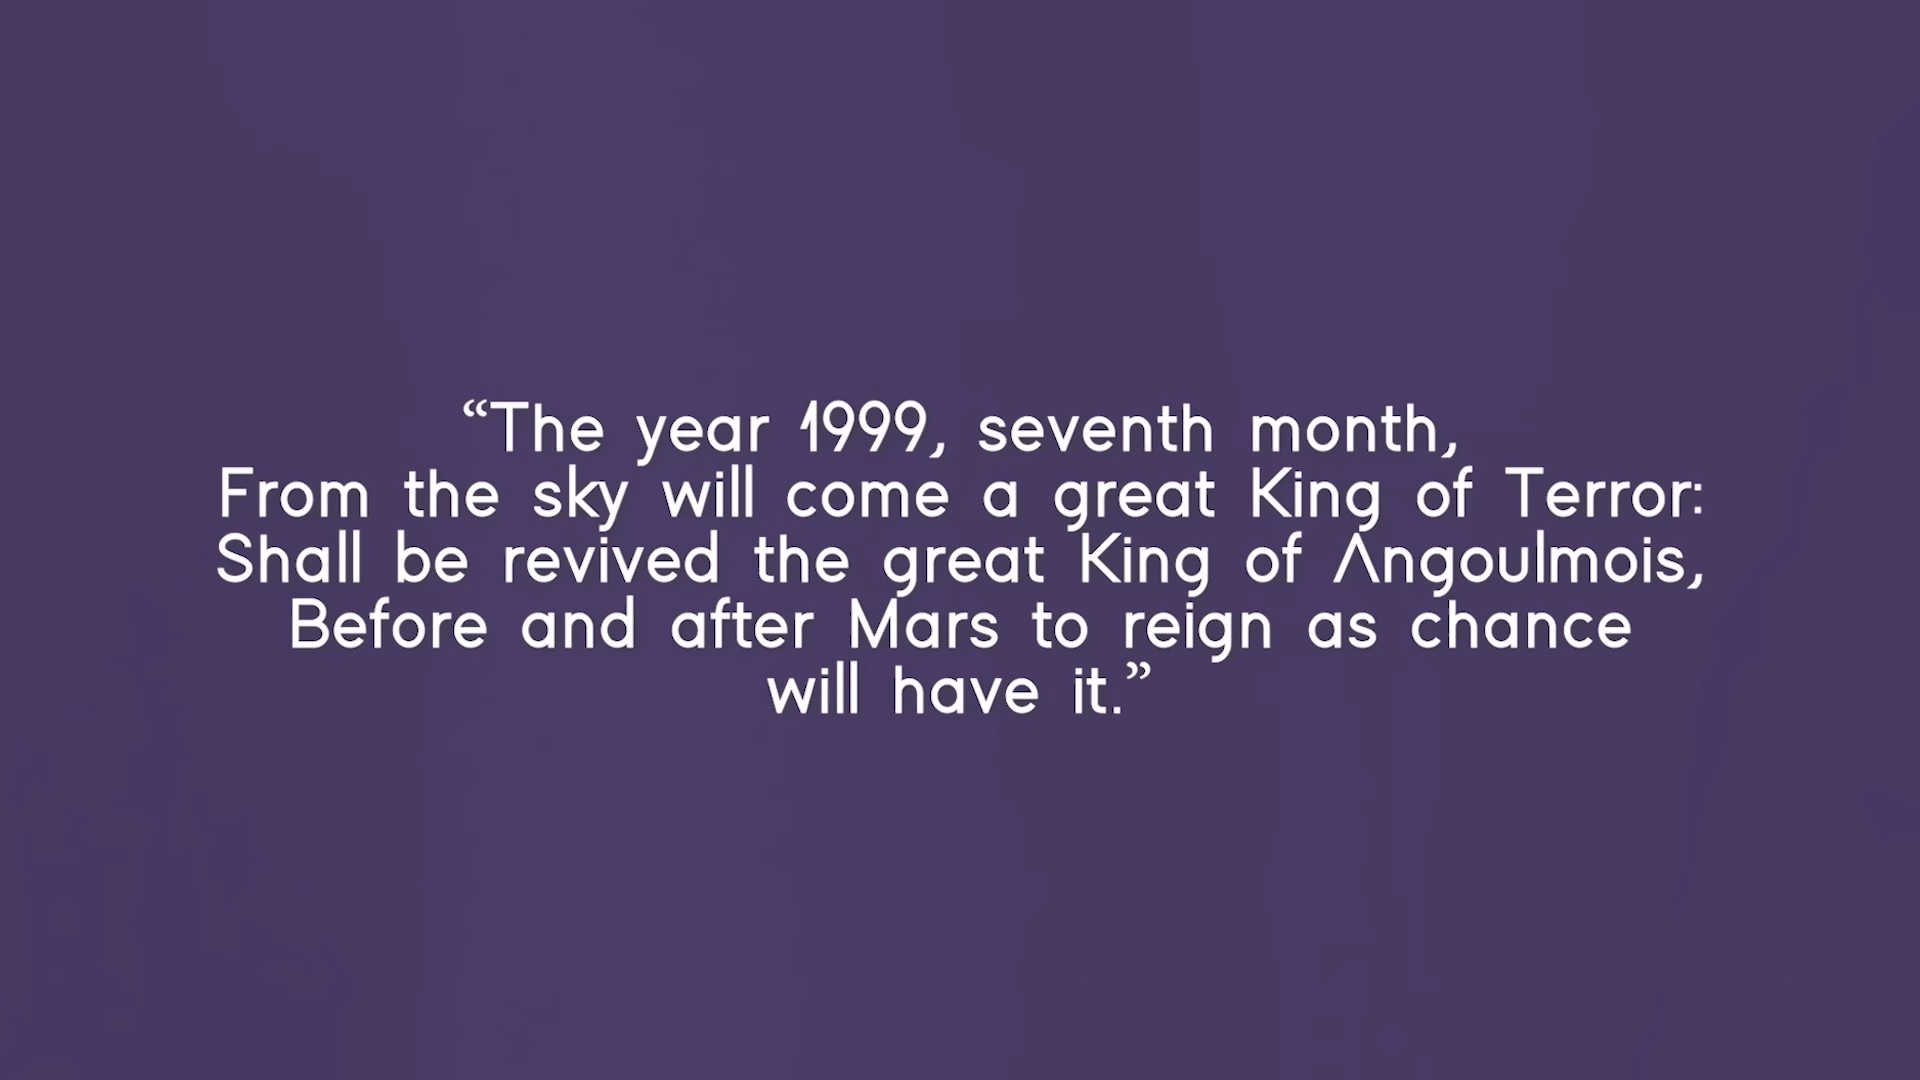 “The year 1999, seventh month,
From the sky will come a great King of Terror:
Shall be revived the great King of Angoulmois,
Before and after Mars to reign as chance
will have it.”